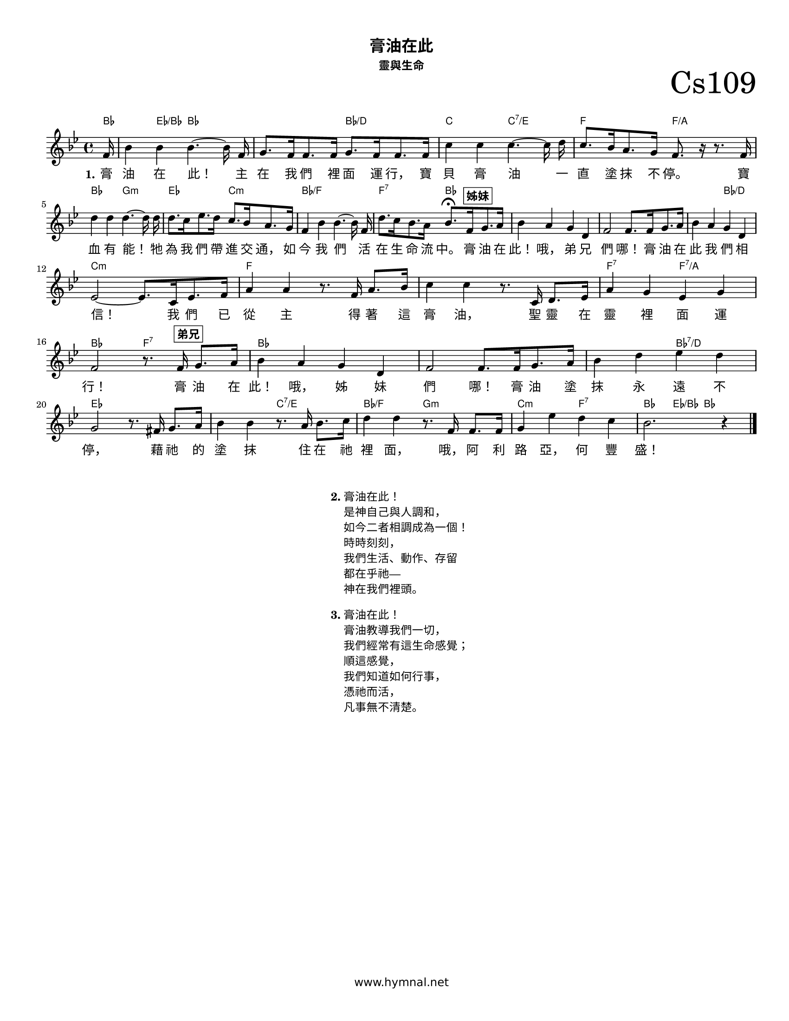 膏油在此
靈與生命
Cs109
B♭ E♭/B♭ B♭ B♭/D C C7/E F F/A
1. 膏 油 在 此！ 主 在 我們 裡面 運行， 寶 貝 膏 油 一 直 塗 抹 不停。 寶
5 B♭ Gm E♭ Cm B♭/F F7 B♭ 姊妹 B♭/D
血有 能！牠為我們帶進交通，如今我 們 活 在生命流中。膏油在此！哦，弟兄 們哪！膏油在此我們相
12 Cm F F7 F7/A
信！ 我 們 已 從 主 得著 這 膏 油， 聖靈 在 靈 裡 面 運
16 B♭ F7 弟兄 B♭ B♭7/D
行！ 膏 油 在 此！ 哦， 姊 妹 們 哪！ 膏 油 塗 抹 永 遠 不
20 E♭ C7/E B♭/F Gm Cm F7 B♭ E♭/B♭ B♭
停， 藉祂 的 塗 抹 住在 祂 裡 面， 哦，阿 利 路 亞， 何 豐 盛！
2. 膏油在此！
是神自己與人調和，
如今二者相調成為一個！
時時刻刻，
我們生活、動作、存留
都在乎祂—
神在我們裡頭。
3. 膏油在此！
膏油教導我們一切，
我們經常有這生命感覺；
順這感覺，
我們知道如何行事，
憑祂而活，
凡事無不清楚。
www.hymnal.net